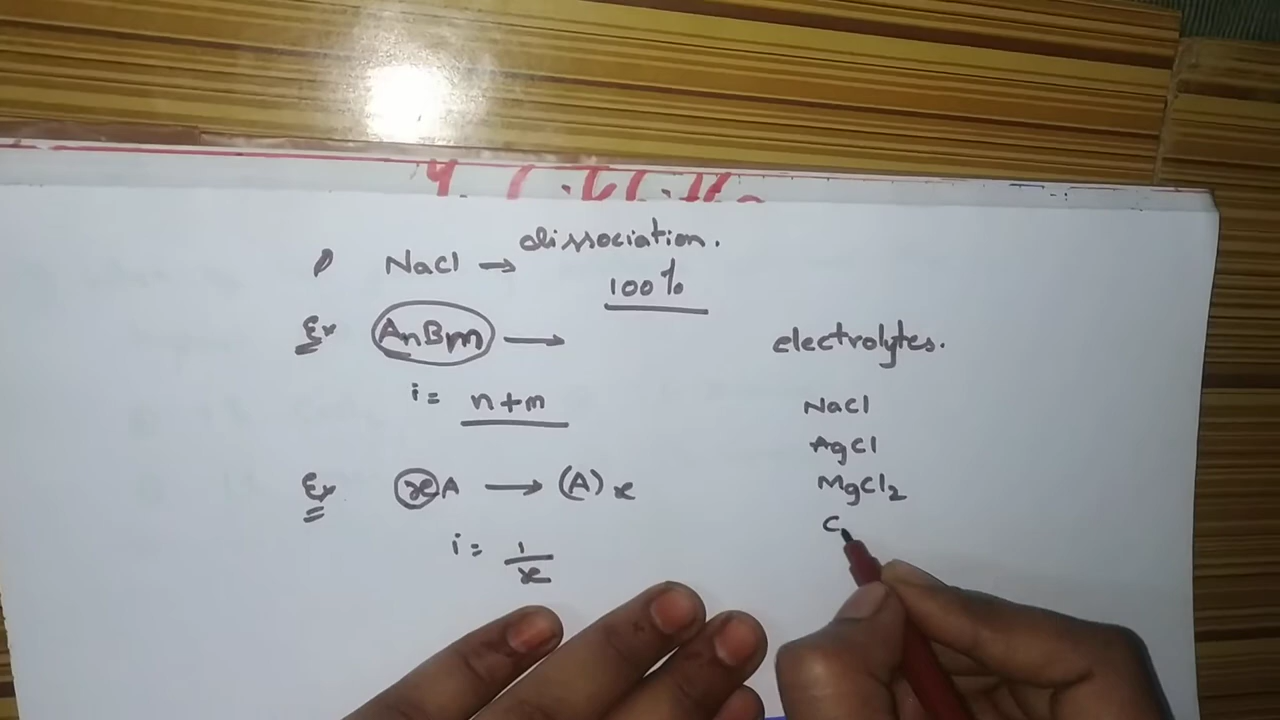 dissociation.
NaCl →
100%
Ex AnBm →
i = n+m
Ex xA → (A)x
i = 1/x
electrolytes.
NaCl
AgCl
MgCl2
C